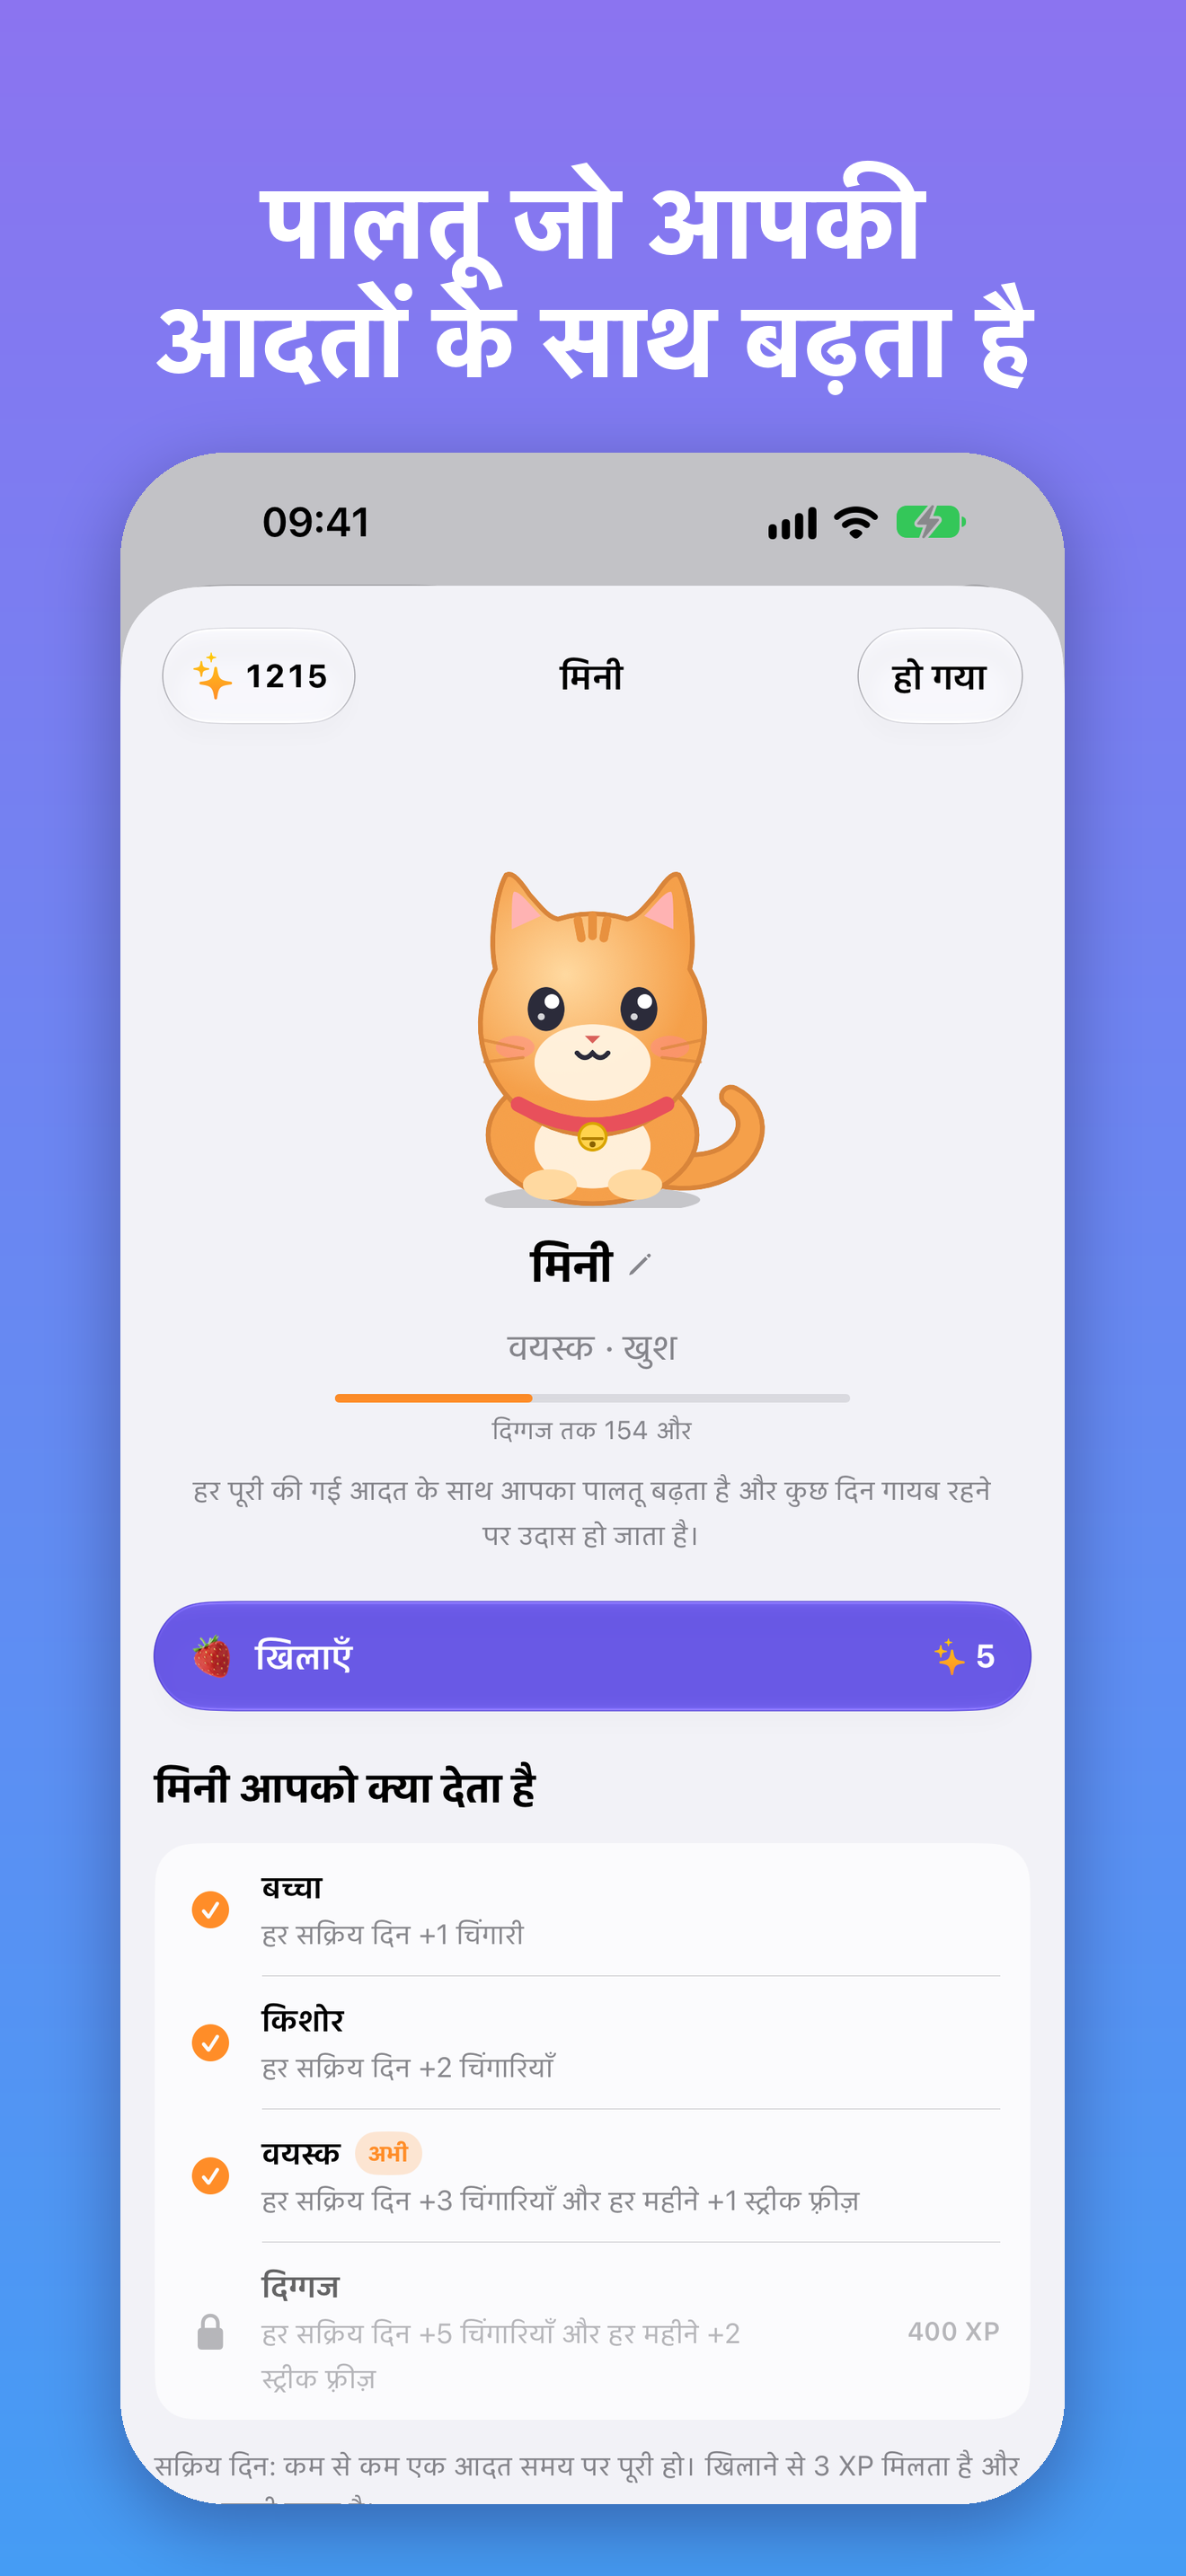 पालतू जो आपकी
आदतों के साथ बढ़ता है
09:41
1215
मिनी
हो गया
मिनी
वयस्क · खुश
दिग्गज तक 154 और
हर पूरी की गई आदत के साथ आपका पालतू बढ़ता है और कुछ दिन गायब रहने
पर उदास हो जाता है।
खिलाएँ
5
मिनी आपको क्या देता है
बच्चा
हर सक्रिय दिन +1 चिंगारी
किशोर
हर सक्रिय दिन +2 चिंगारियाँ
वयस्क अभी
हर सक्रिय दिन +3 चिंगारियाँ और हर महीने +1 स्ट्रीक फ़्रीज़
दिग्गज
हर सक्रिय दिन +5 चिंगारियाँ और हर महीने +2
स्ट्रीक फ़्रीज़
400 XP
सक्रिय दिन: कम से कम एक आदत समय पर पूरी हो। खिलाने से 3 XP मिलता है और